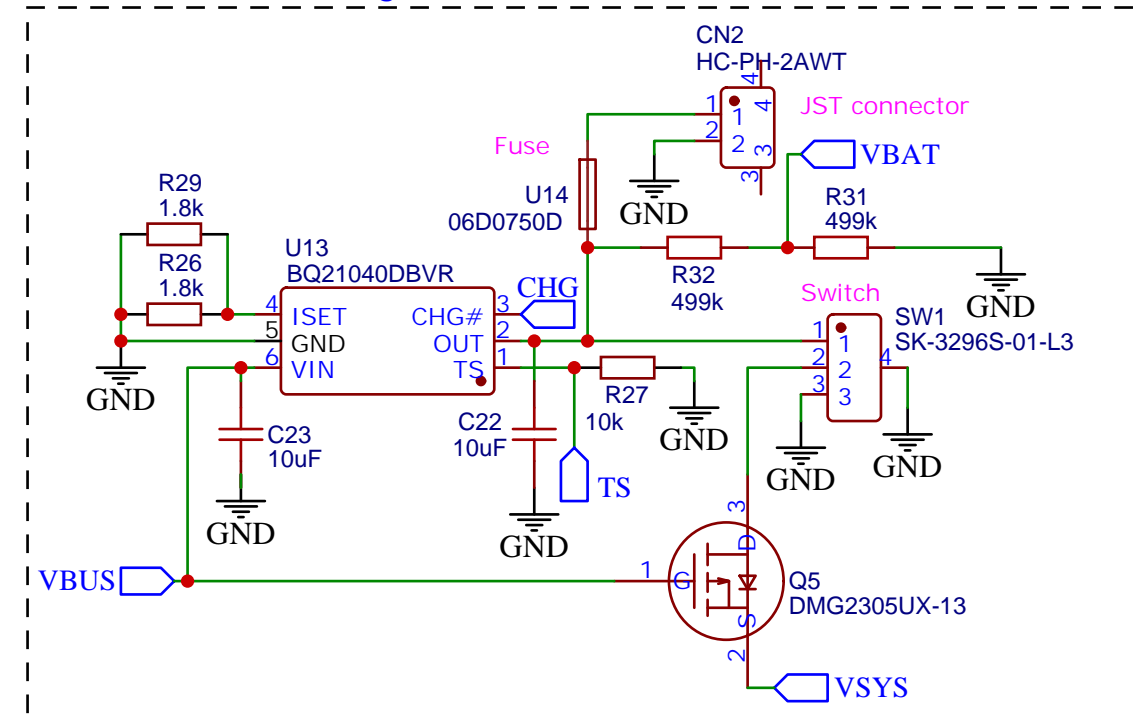 CN2
HC-PH-2AWT
4
1
1
4
JST connector
2
2
3
3
Fuse
VBAT
R29
1.8k
U14
06D0750D
GND
R31
499k
R26
1.8k
U13
BQ21040DBVR
R32
499k
GND
CHG
Switch
4
ISET
CHG#
3
SW1
SK-3296S-01-L3
5
GND
OUT
2
1
1
6
VIN
TS
1
2
2
4
3
3
GND
R27
10k
GND
C23
10uF
C22
10uF
GND
GND
TS
GND
GND
3
D
VBUS
1
G
Q5
DMG2305UX-13
S
2
VSYS